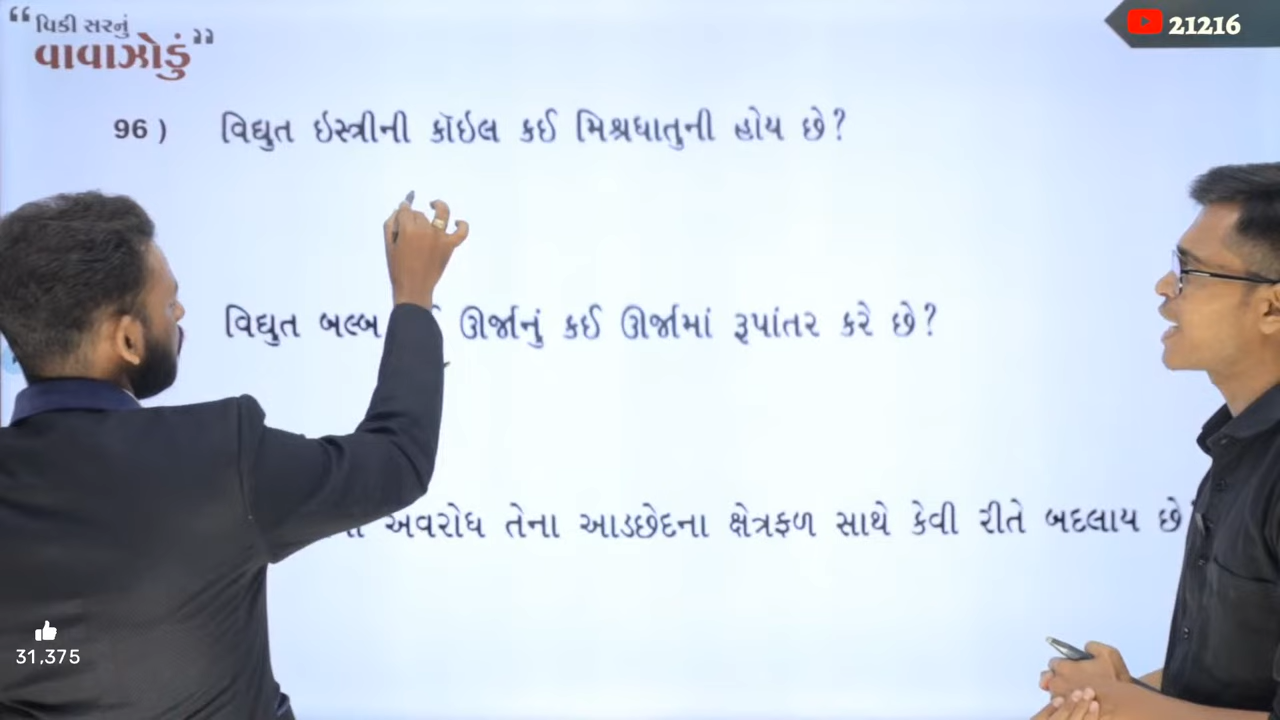 “ વિકી સરનું
વાવાઝોડું ”
21216
96 ) વિદ્યુત ઇસ્ત્રીની કૉઇલ કઈ મિશ્રધાતુની હોય છે?
વિદ્યુત બલ્બ ઊર્જાનું કઈ ઊર્જામાં રૂપાંતર કરે છે?
અવરોધ તેના આડછેદના ક્ષેત્રફળ સાથે કેવી રીતે બદલાય છે
31,375